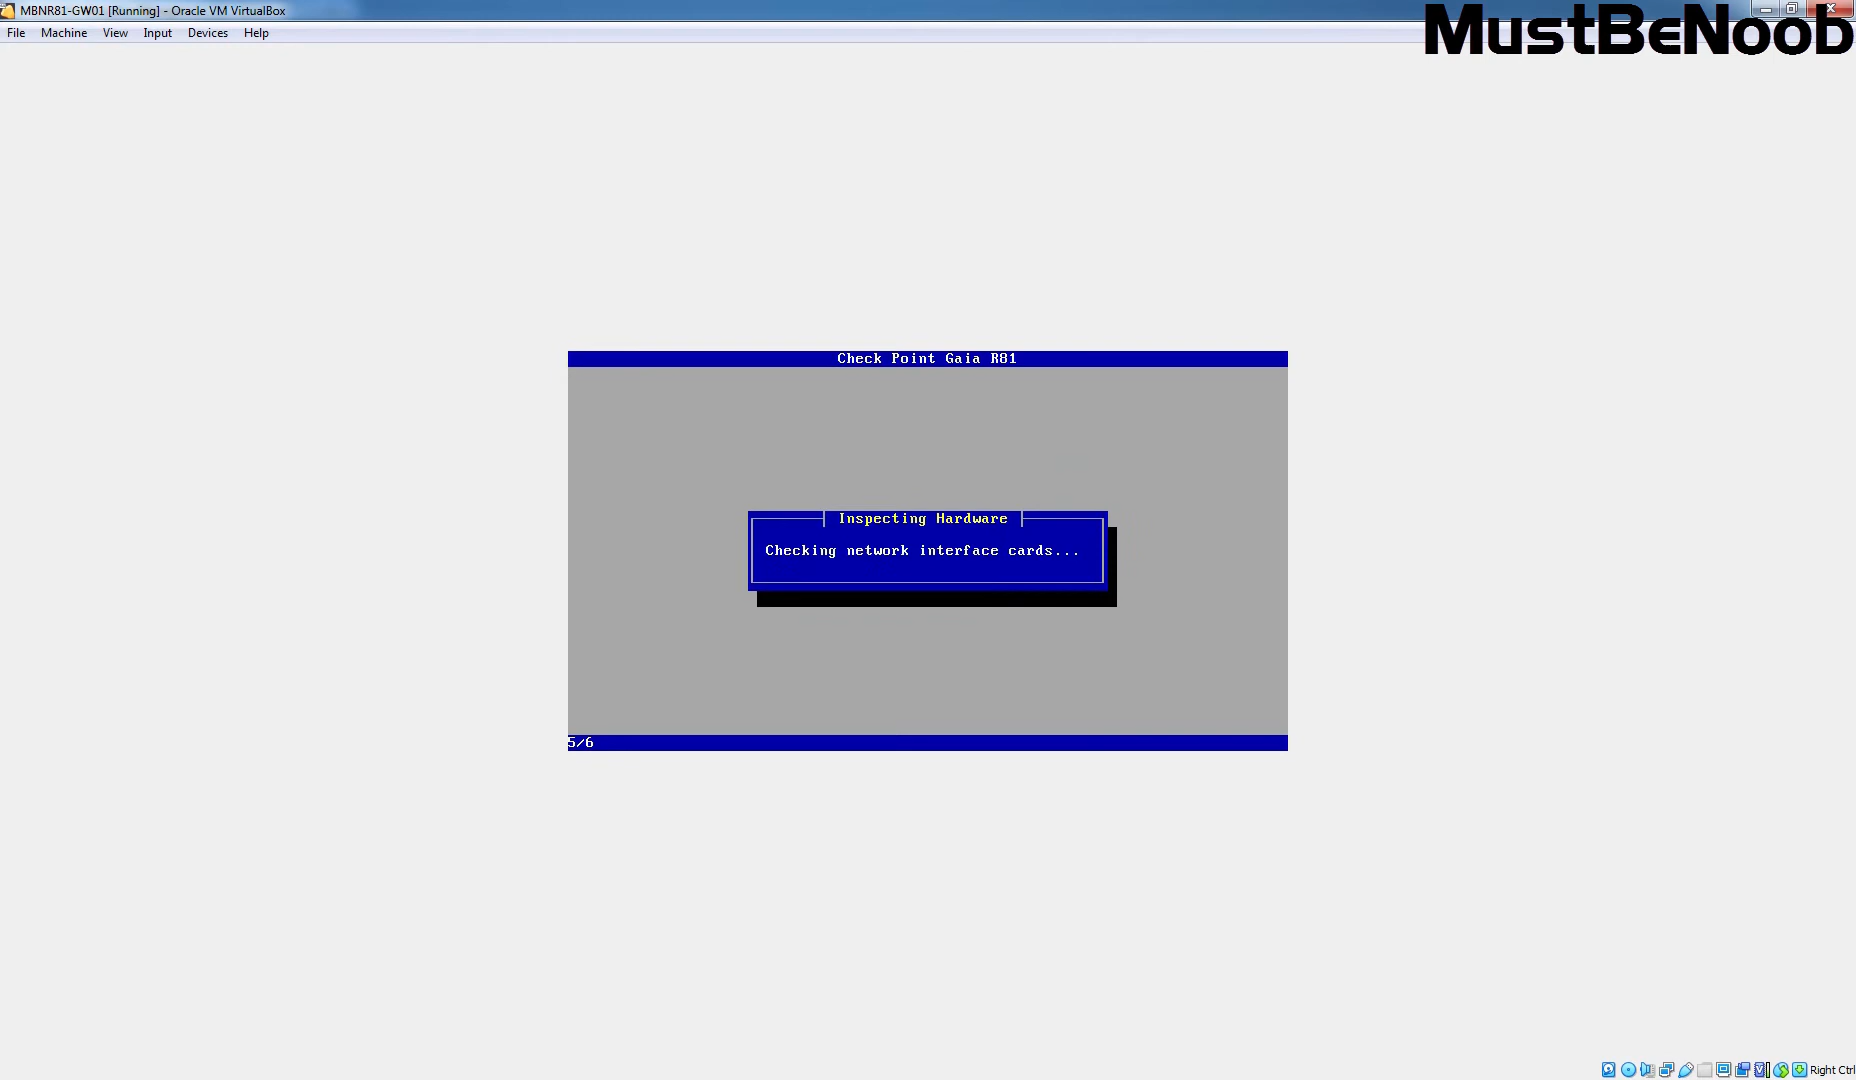 MBNR81-GW01 [Running] - Oracle VM VirtualBox
File Machine View Input Devices Help
MustBeNoob
Check Point Gaia R81
Inspecting Hardware
Checking network interface cards...
5/6
Right Ctrl